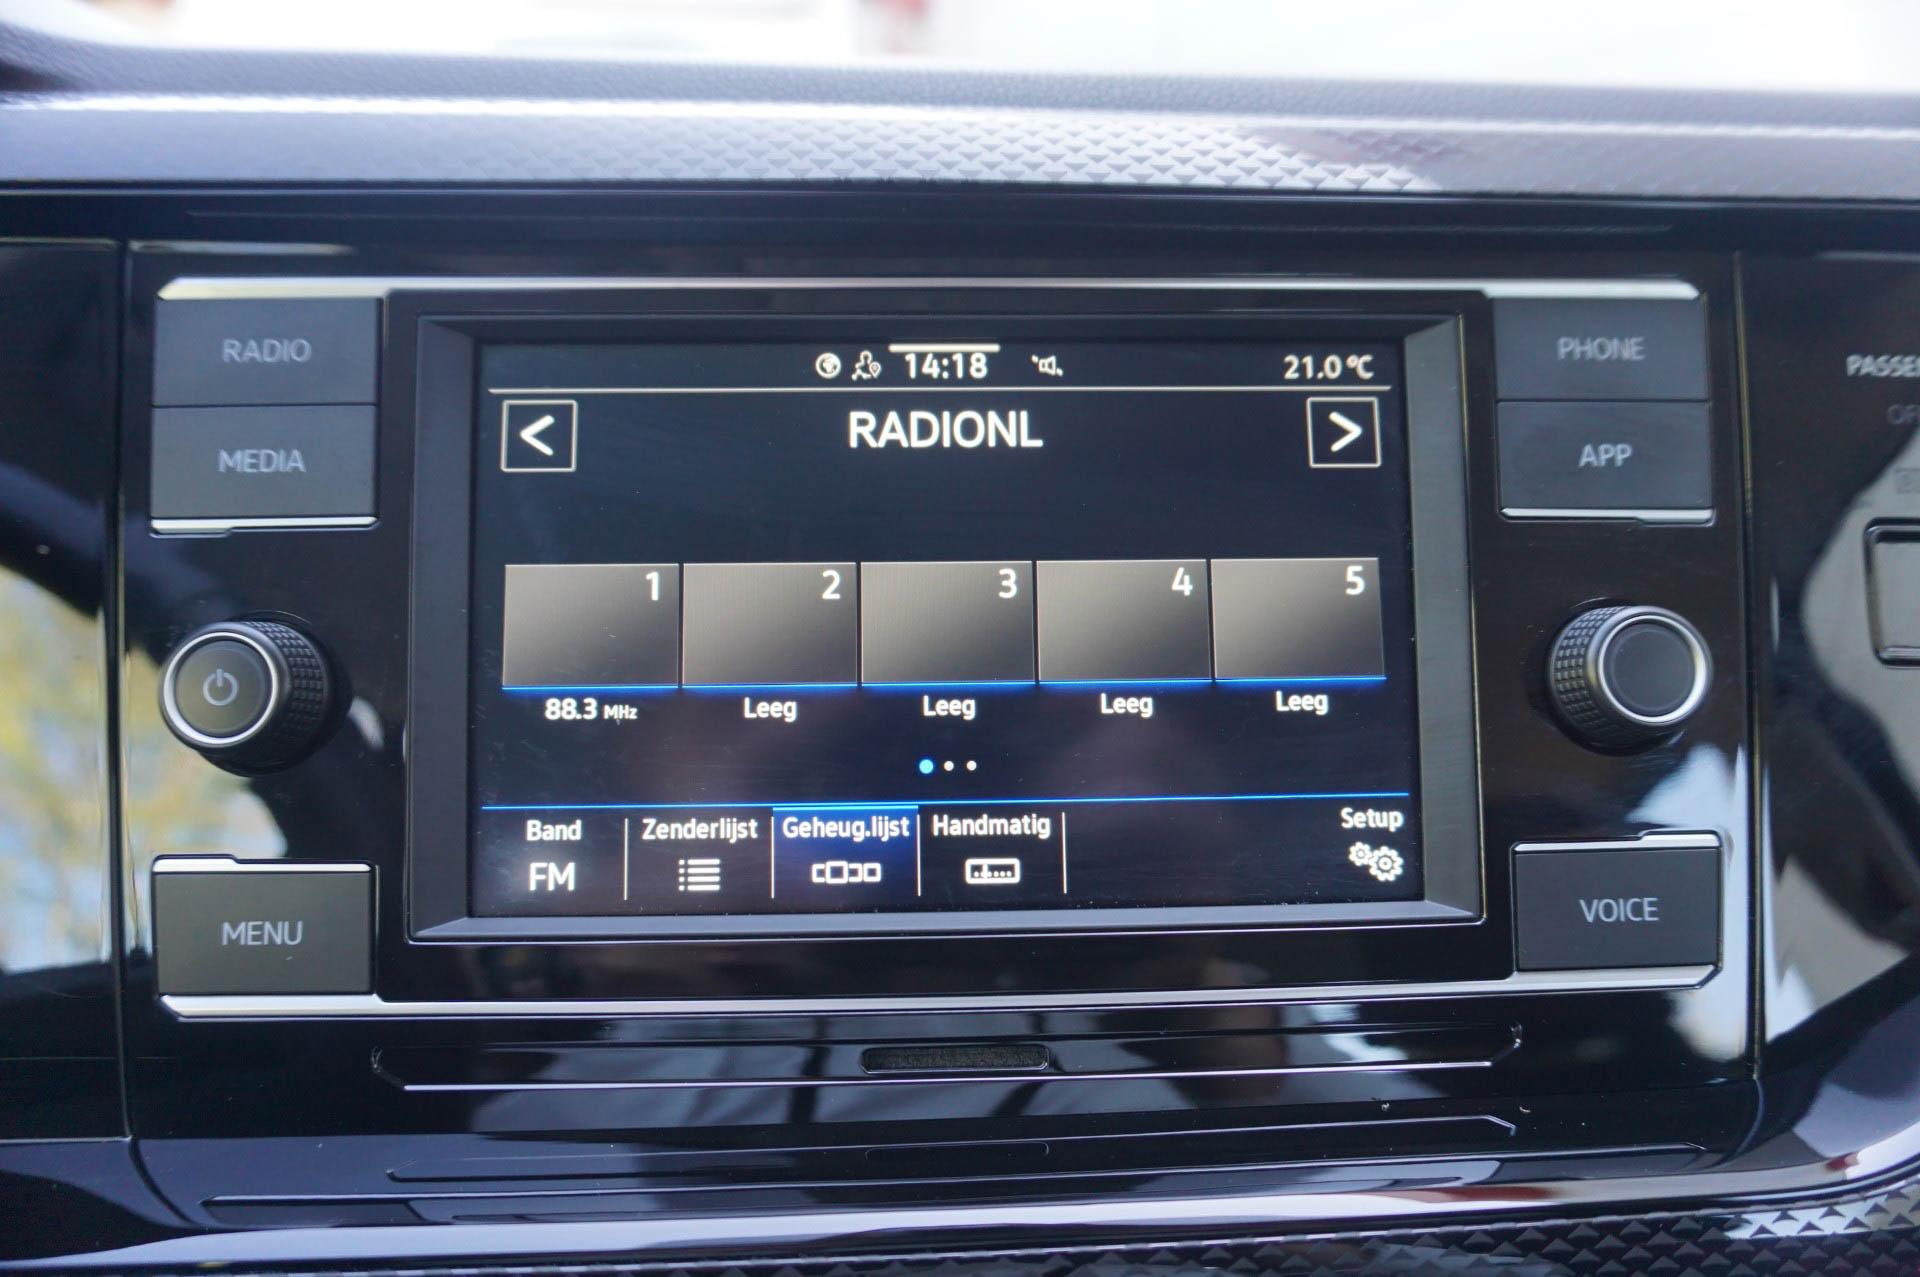 RADIO
MEDIA
MENU
14:18
21.0°C
RADIONL
1 2 3 4 5
88.3 MHz Leeg Leeg Leeg Leeg
Band Zenderlijst Geheug.lijst Handmatig Setup
FM
PHONE
APP
VOICE